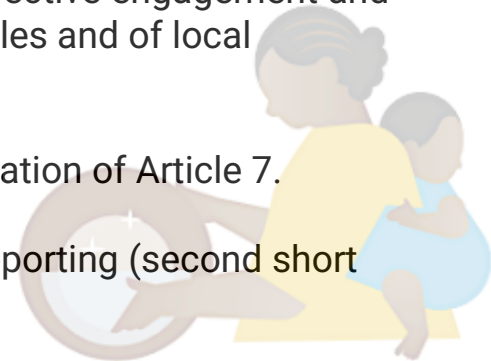 ective engagement and
les and of local
ation of Article 7.
porting (second short